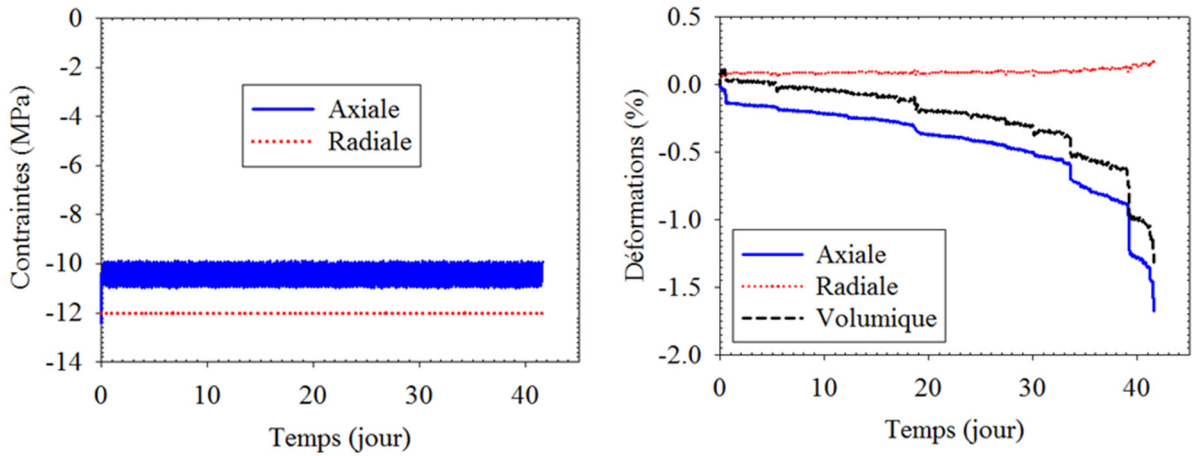 0
-2
-4
-6
-8
-10
-12
-14
Contraintes (MPa)
Axiale
Radiale
0 10 20 30 40
Temps (jour)
0.5
0.0
-0.5
-1.0
-1.5
-2.0
Déformations (%)
Axiale
Radiale
Volumique
0 10 20 30 40
Temps (jour)